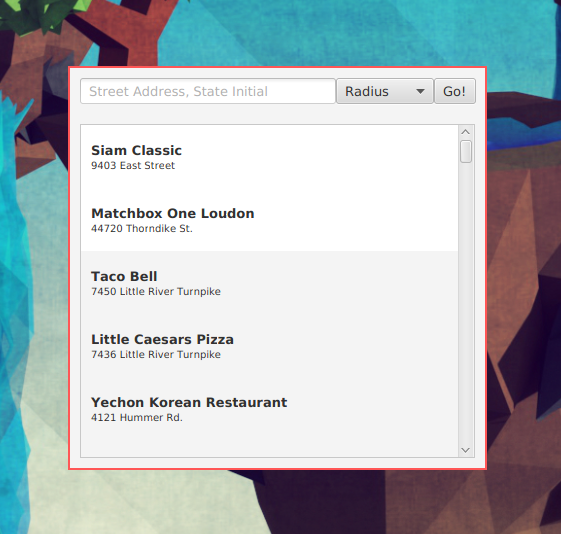 Street Address, State Initial
Radius
Go!
Siam Classic
9403 East Street
Matchbox One Loudon
44720 Thorndike St.
Taco Bell
7450 Little River Turnpike
Little Caesars Pizza
7436 Little River Turnpike
Yechon Korean Restaurant
4121 Hummer Rd.